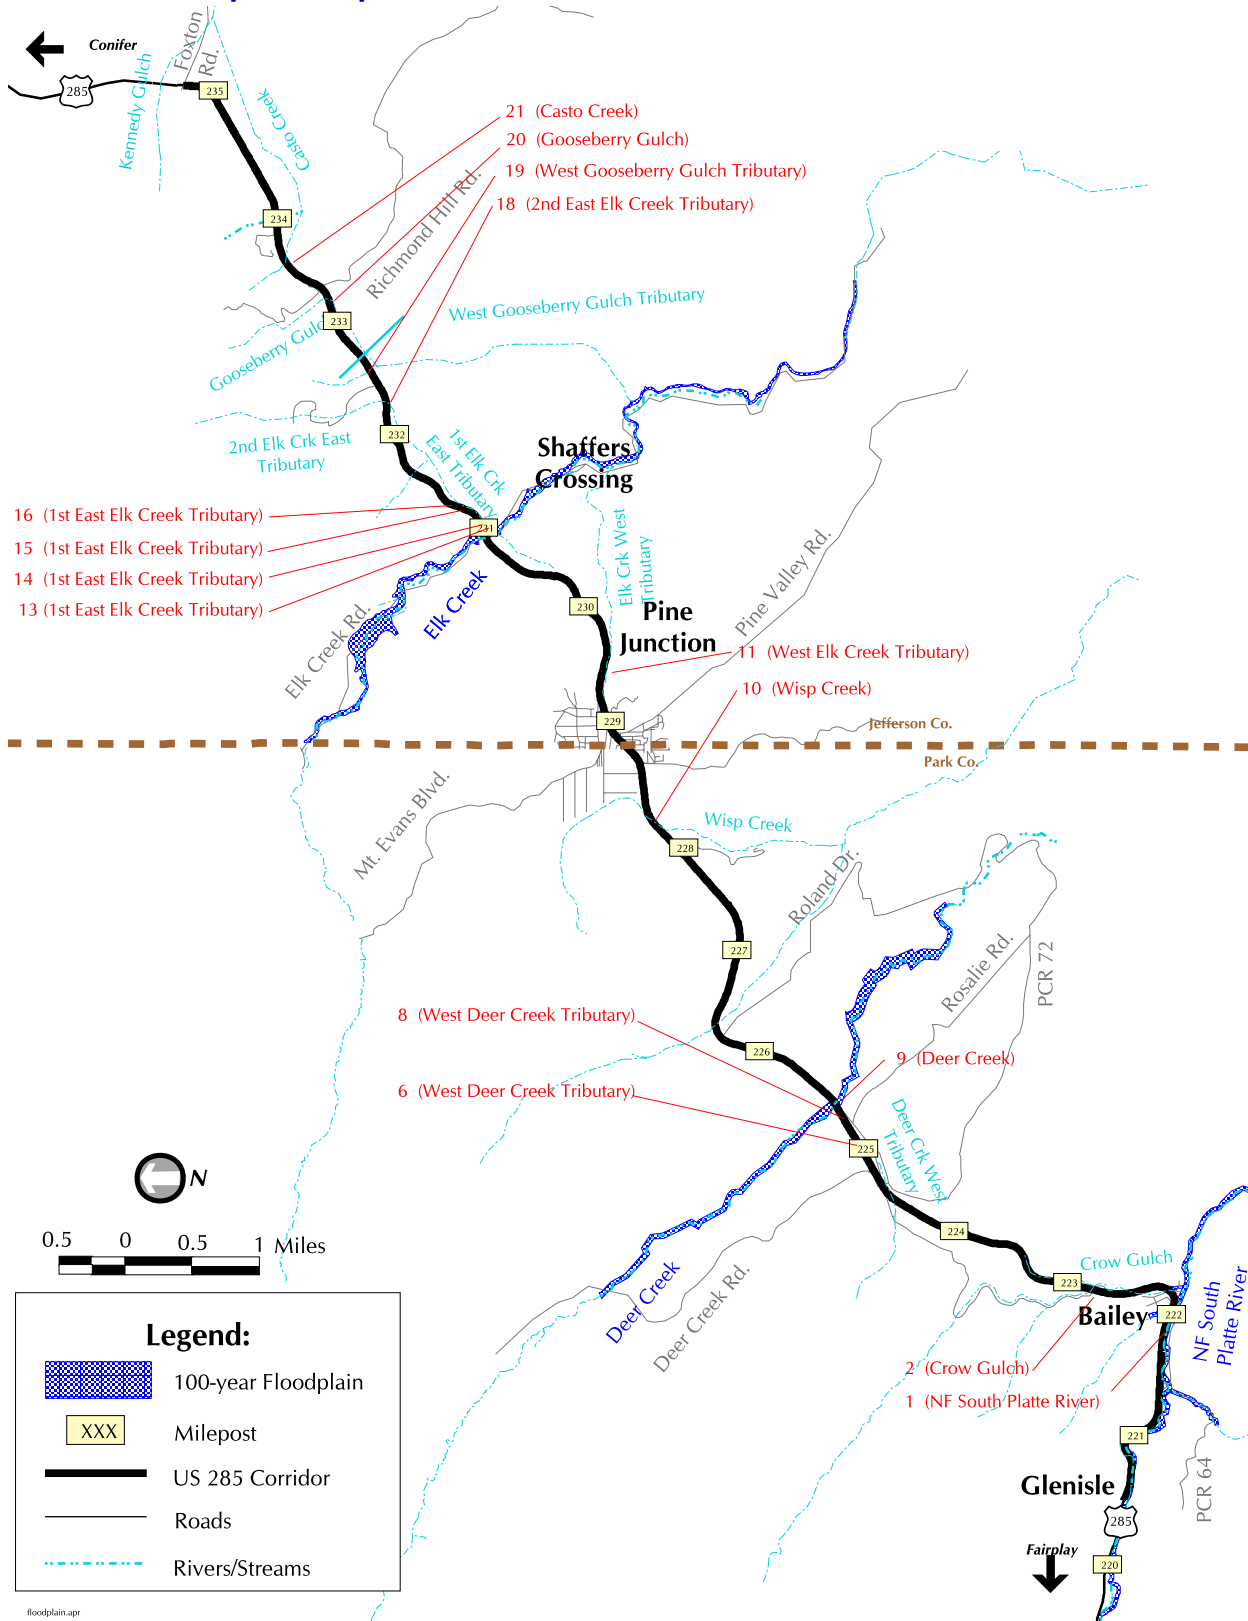 Conifer
Foxton
Rd.
285
235
Kennedy Gulch
Casto Creek
21 (Casto Creek)
20 (Gooseberry Gulch)
19 (West Gooseberry Gulch Tributary)
18 (2nd East Elk Creek Tributary)
234
Richmond Hill Rd.
West Gooseberry Gulch Tributary
233
Gooseberry Gulc
232
2nd Elk Crk East
Tributary
1st Elk Crk
East Tributary
Shaffers
Crossing
16 (1st East Elk Creek Tributary)
15 (1st East Elk Creek Tributary)
14 (1st East Elk Creek Tributary)
13 (1st East Elk Creek Tributary)
231
Elk Crk West
Tributary
Pine Valley Rd.
Elk Creek
Elk Creek Rd.
230
Pine
Junction
11 (West Elk Creek Tributary)
10 (Wisp Creek)
229
Jefferson Co.
Park Co.
Mt. Evans Blvd.
Wisp Creek
228
Roland Dr.
227
Rosalie Rd.
PCR 72
8 (West Deer Creek Tributary)
226
9 (Deer Creek)
6 (West Deer Creek Tributary)
Deer Crk West
Tributary
225
N
224
0.5 0 0.5 1 Miles
Crow Gulch
223
Deer Creek
Deer Creek Rd.
Bailey
222
NF South
Platte River
2 (Crow Gulch)
1 (NF South Platte River)
221
Glenisle
PCR 64
285
Fairplay
220
Legend:
100-year Floodplain
XXX
Milepost
US 285 Corridor
Roads
Rivers/Streams
floodplain.apr